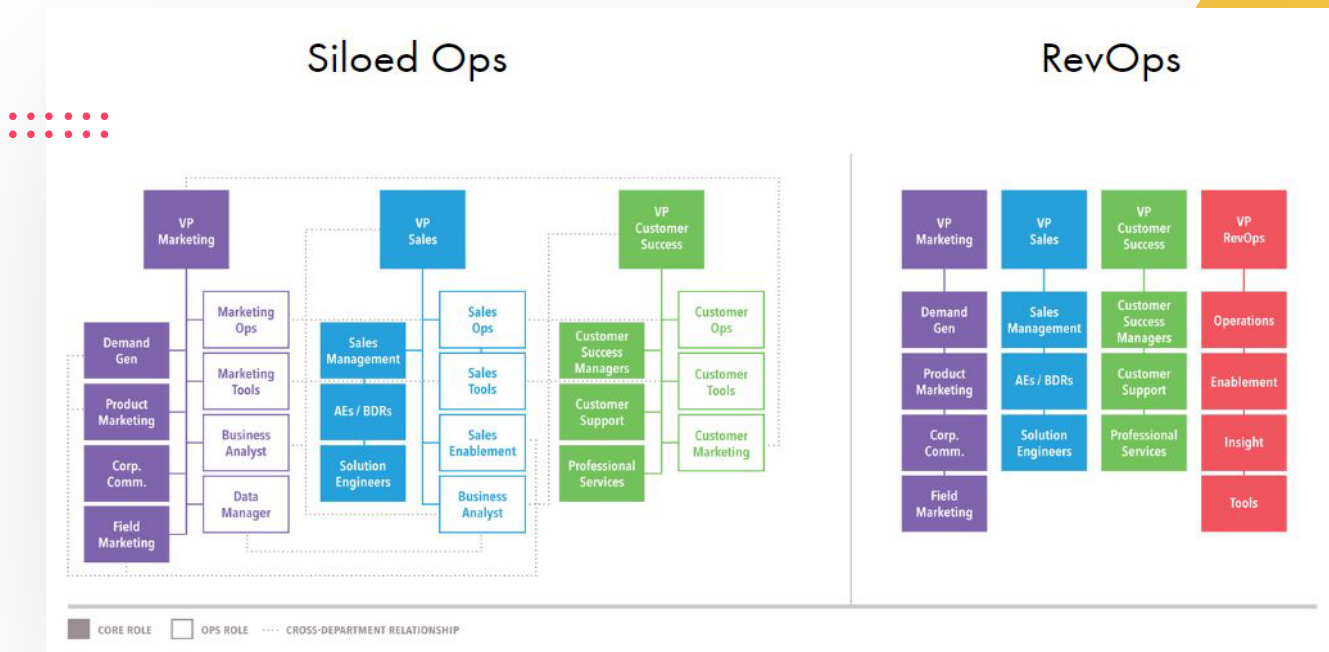 Siloed Ops
RevOps
VP
Marketing
Demand
Gen
Product
Marketing
Corp.
Comm.
Field
Marketing
Marketing
Ops
Marketing
Tools
Business
Analyst
Data
Manager
VP
Sales
Sales
Management
AEs / BDRs
Solution
Engineers
Sales
Ops
Sales
Tools
Sales
Enablement
Business
Analyst
VP
Customer
Success
Customer
Success
Managers
Customer
Support
Professional
Services
Customer
Ops
Customer
Tools
Customer
Marketing
VP
Marketing
Demand
Gen
Product
Marketing
Corp.
Comm.
Field
Marketing
VP
Sales
Sales
Management
AEs / BDRs
Solution
Engineers
VP
Customer
Success
Customer
Success
Managers
Customer
Support
Professional
Services
VP
RevOps
Operations
Enablement
Insight
Tools
CORE ROLE
OPS ROLE
CROSS-DEPARTMENT RELATIONSHIP